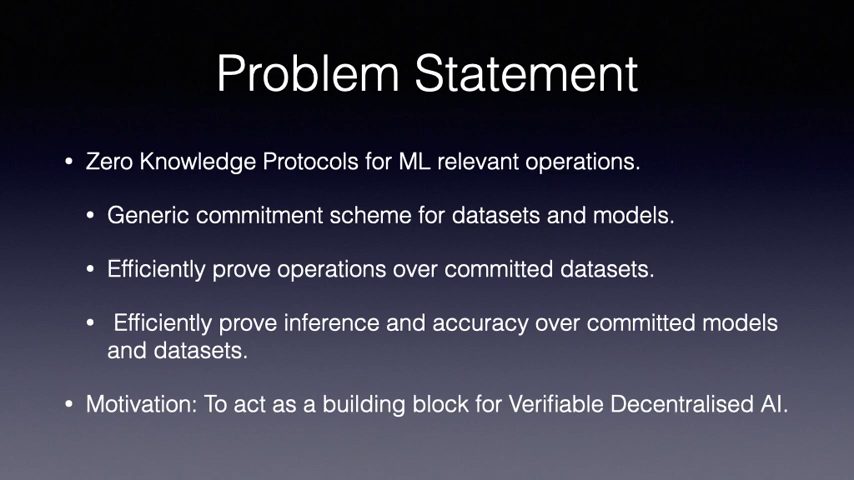 Problem Statement
• Zero Knowledge Protocols for ML relevant operations.
• Generic commitment scheme for datasets and models.
• Efficiently prove operations over committed datasets.
• Efficiently prove inference and accuracy over committed models
and datasets.
• Motivation: To act as a building block for Verifiable Decentralised AI.